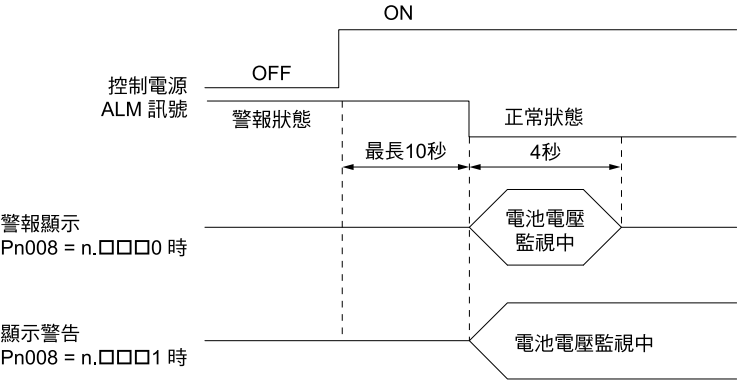 ON
OFF
控制電源
ALM 訊號
警報狀態
正常狀態
最長10秒
4秒
警報顯示
Pn008 = n.□□□0 時
電池電壓
監視中
顯示警告
Pn008 = n.□□□1 時
電池電壓監視中